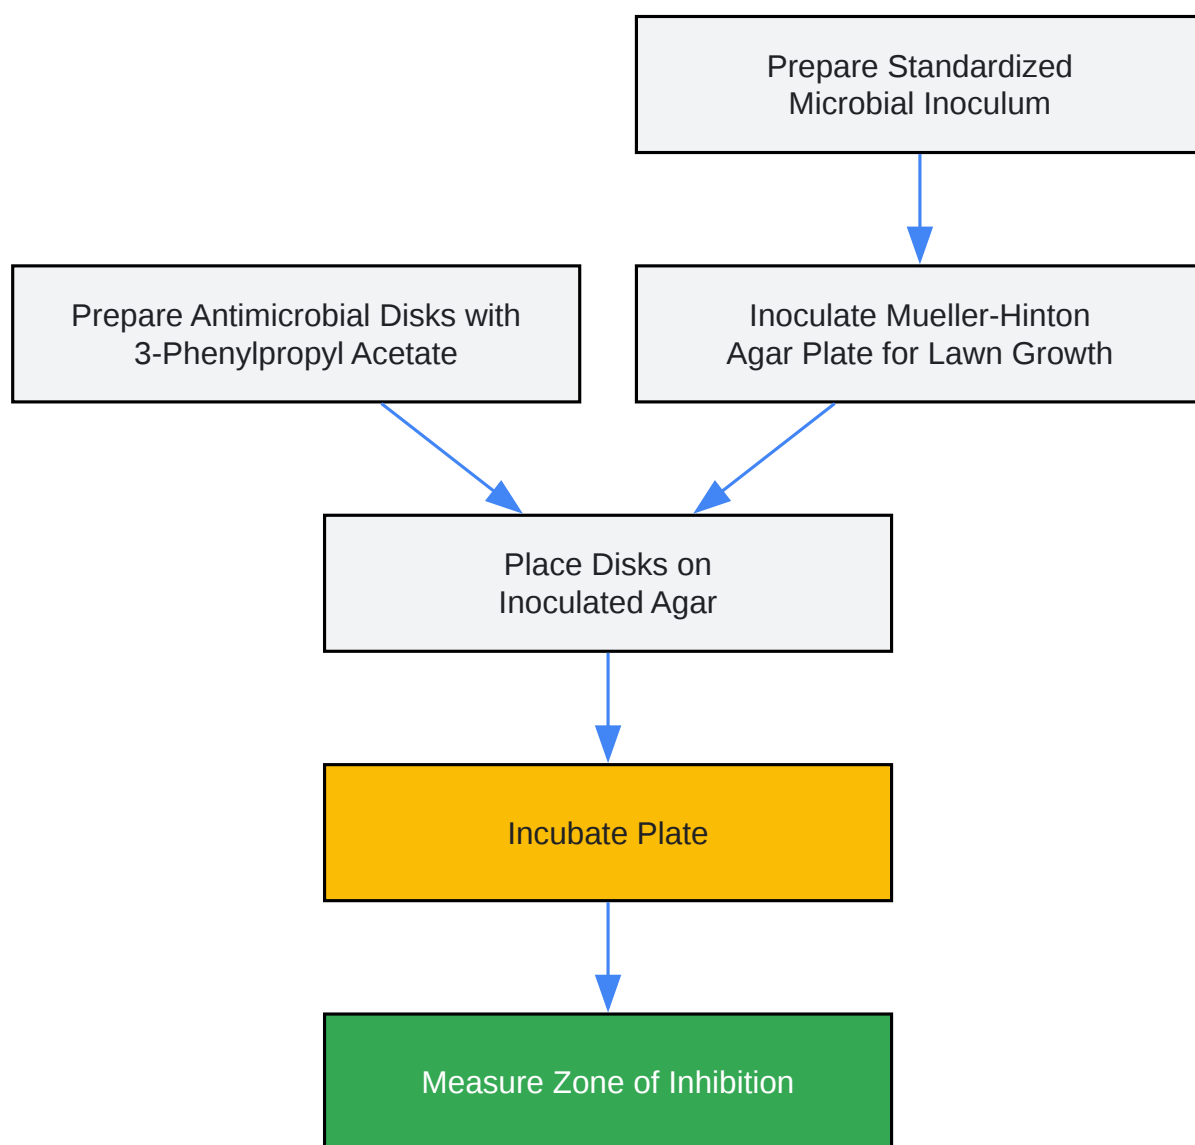 Prepare Standardized
Microbial Inoculum
Prepare Antimicrobial Disks with
3-Phenylpropyl Acetate
Inoculate Mueller-Hinton
Agar Plate for Lawn Growth
Place Disks on
Inoculated Agar
Incubate Plate
Measure Zone of Inhibition